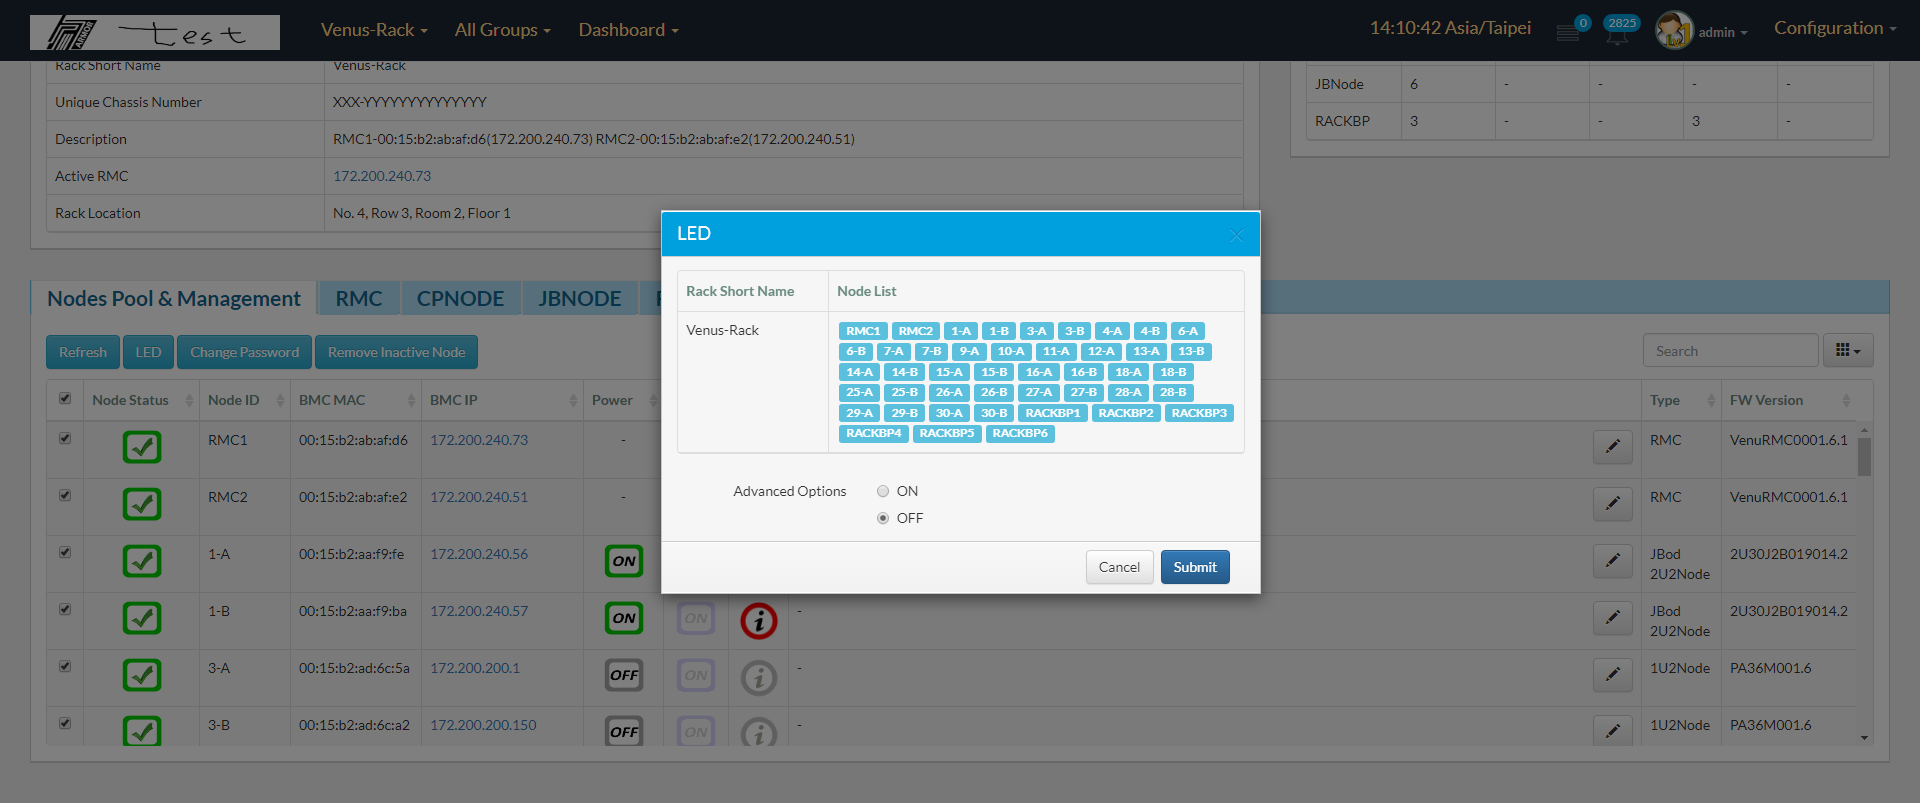 ARMOR test Venus-Rack All Groups Dashboard 14:10:42 Asia/Taipei 0 2825 admin Configuration
Rack Short Name Venus-Rack
Unique Chassis Number XXX-YYYYYYYYYYYYYY
Description RMC1-00:15:b2:ab:af:d6(172.200.240.73) RMC2-00:15:b2:ab:af:e2(172.200.240.51)
Active RMC 172.200.240.73
Rack Location No. 4, Row 3, Room 2, Floor 1
JBNode 6 - - - -
RACKBP 3 - - 3 -
LED ×
Rack Short Name Node List
Venus-Rack RMC1 RMC2 1-A 1-B 3-A 3-B 4-A 4-B 6-A
6-B 7-A 7-B 9-A 10-A 11-A 12-A 13-A 13-B
14-A 14-B 15-A 15-B 16-A 16-B 18-A 18-B
25-A 25-B 26-A 26-B 27-A 27-B 28-A 28-B
29-A 29-B 30-A 30-B RACKBP1 RACKBP2 RACKBP3
RACKBP4 RACKBP5 RACKBP6
Advanced Options ON
OFF
Cancel Submit
Nodes Pool & Management RMC CPNODE JBNODE
Refresh LED Change Password Remove Inactive Node Search
Node Status Node ID BMC MAC BMC IP Power Type FW Version
RMC1 00:15:b2:ab:af:d6 172.200.240.73 - RMC VenuRMC0001.6.1
RMC2 00:15:b2:ab:af:e2 172.200.240.51 - RMC VenuRMC0001.6.1
1-A 00:15:b2:aa:f9:fe 172.200.240.56 ON JBod 2U30J2B019014.2
2U2Node
1-B 00:15:b2:aa:f9:ba 172.200.240.57 ON ON i - JBod 2U30J2B019014.2
2U2Node
3-A 00:15:b2:ad:6c:5a 172.200.200.1 OFF ON i - 1U2Node PA36M001.6
3-B 00:15:b2:ad:6c:a2 172.200.200.150 OFF ON i - 1U2Node PA36M001.6